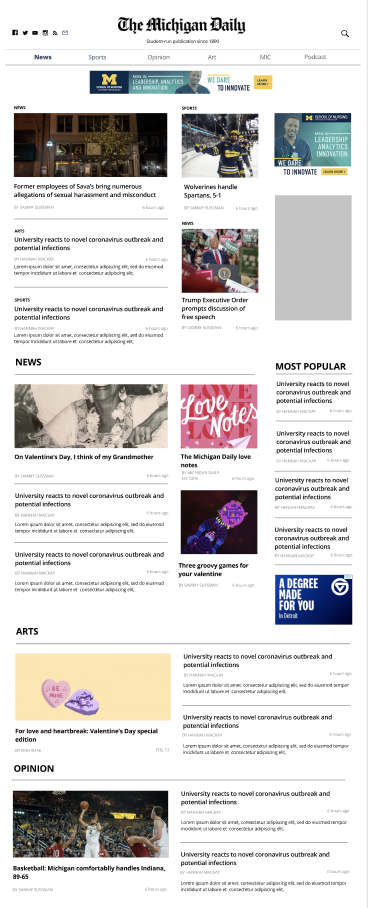 The Michigan Daily
Student-run publication since 1890
News Sports Opinion Art MIC Podcast
M
SCHOOL OF NURSING
MEISN IN
LEADERSHIP, ANALYTICS
AND INNOVATION
WE DARE
TO INNOVATE
LEARN MORE
NEWS
Former employees of Sava's bring numerous
allegations of sexual harassment and misconduct
BY SAMMY SUSSMAN 6 hours ago
ARTS
University reacts to novel coronavirus outbreak and
potential infections
BY HANNAH MACKAY 6 hours ago
Lorem ipsum dolor sit amet, consectetur adipiscing elit, sed do eiusmod
tempor incididunt ut labore et consectetur adipiscing elit,
SPORTS
University reacts to novel coronavirus outbreak and
potential infections
BY HANNAH MACKAY 6 hours ago
Lorem ipsum dolor sit amet, consectetur adipiscing elit, sed do eiusmod
tempor incididunt ut labore et consectetur adipiscing elit,
SPORTS
Wolverines handle
Spartans, 5-1
BY SAMMY SUSSMAN 6 hours ago
NEWS
Trump Executive Order
prompts discussion of
free speech
BY SAMMY SUSSMAN 6 hours ago
M SCHOOL OF NURSING
LEADERSHIP
ANALYTICS
INNOVATION
WE DARE
TO INNOVATE
LEARN MORE
NEWS
On Valentine's Day, I think of my Grandmother
BY SAMMY SUSSMAN 6 hours ago
University reacts to novel coronavirus outbreak and
potential infections
BY HANNAH MACKAY 6 hours ago
Lorem ipsum dolor sit amet, consectetur adipiscing elit, sed do eiusmod
tempor incididunt ut labore et consectetur adipiscing elit,
University reacts to novel coronavirus outbreak and
potential infections
BY HANNAH MACKAY 6 hours ago
Lorem ipsum dolor sit amet, consectetur adipiscing elit, sed do eiusmod
tempor incididunt ut labore et consectetur adipiscing elit,
Love
Notes
The Michigan Daily love
notes
BY MICHIGAN DAILY
EDITORS 6 hours ago
Three groovy games for
your valentine
BY SAMMY SUSSMAN 6 hours ago
MOST POPULAR
University reacts to novel
coronavirus outbreak and
potential infections
BY HANNAH MACKAY 6 hours ago
University reacts to novel
coronavirus outbreak and
potential infections
BY HANNAH MACKAY 6 hours ago
University reacts to novel
coronavirus outbreak and
potential infections
BY HANNAH MACKAY 6 hours ago
University reacts to novel
coronavirus outbreak and
potential infections
BY HANNAH MACKAY 6 hours ago
A DEGREE
MADE
FOR YOU
In Detroit
ARTS
BE
MINE
For love and heartbreak: Valentine's Day special
edition
FEB. 13
University reacts to novel coronavirus outbreak and
potential infections
BY HANNAH MACKAY 6 hours ago
Lorem ipsum dolor sit amet, consectetur adipiscing elit, sed do eiusmod tempor
incididunt ut labore et consectetur adipiscing elit,
University reacts to novel coronavirus outbreak and
potential infections
BY HANNAH MACKAY 6 hours ago
Lorem ipsum dolor sit amet, consectetur adipiscing elit, sed do eiusmod tempor
incididunt ut labore et consectetur adipiscing elit,
OPINION
Basketball: Michigan comfortablly handles Indiana,
89-65
BY SAMMY SUSSMAN 6 hours ago
University reacts to novel coronavirus outbreak and
potential infections
BY HANNAH MACKAY 6 hours ago
Lorem ipsum dolor sit amet, consectetur adipiscing elit, sed do eiusmod tempor
incididunt ut labore et consectetur adipiscing elit,
University reacts to novel coronavirus outbreak and
potential infections
BY HANNAH MACKAY 6 hours ago
Lorem ipsum dolor sit amet, consectetur adipiscing elit, sed do eiusmod tempor
incididunt ut labore et consectetur adipiscing elit,